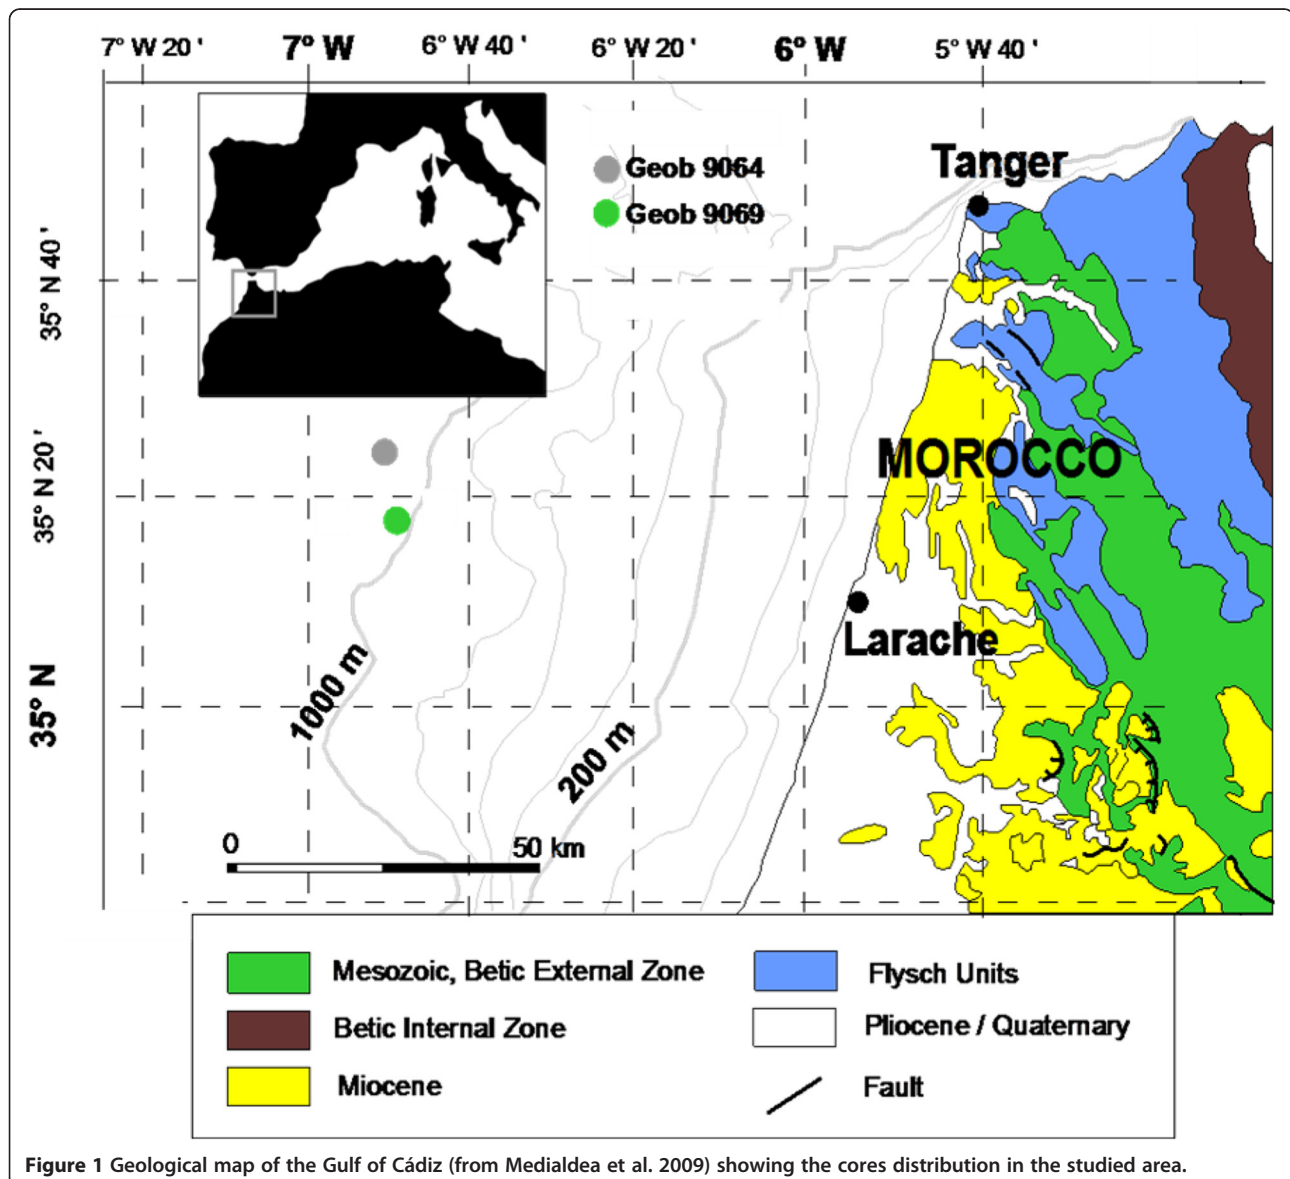 7° W 20 ' 7° W 6° W 40 ' 6° W 20 ' 6° W 5° W 40 '
Geob 9064
Geob 9069
Tanger
35° N 40 '
MOROCCO
35° N 20 '
Larache
35° N
1000 m
200 m
0 50 km
Mesozoic, Betic External Zone
Flysch Units
Betic Internal Zone
Pliocene / Quaternary
Miocene
Fault
Figure 1 Geological map of the Gulf of Cádiz (from Medialdea et al. 2009) showing the cores distribution in the studied area.